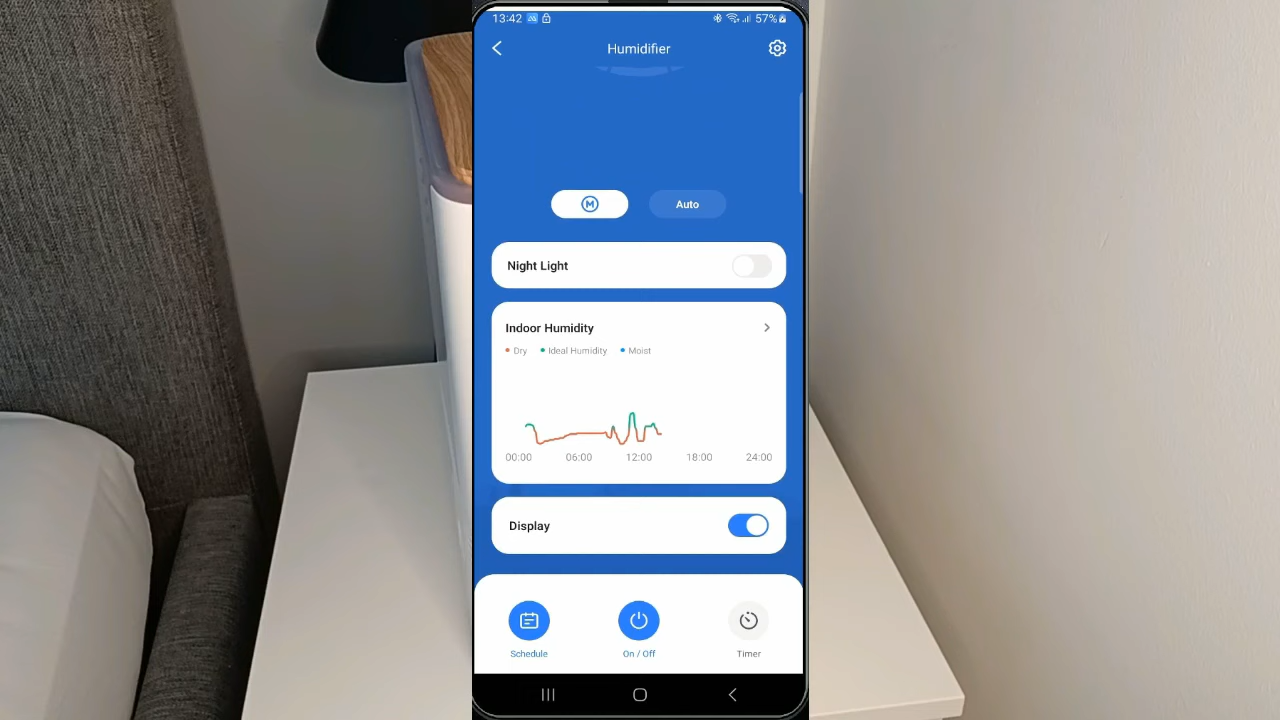 13:42 57%
Humidifier
M Auto
Night Light
Indoor Humidity
Dry Ideal Humidity Moist
00:00 06:00 12:00 18:00 24:00
Display
Schedule On / Off Timer